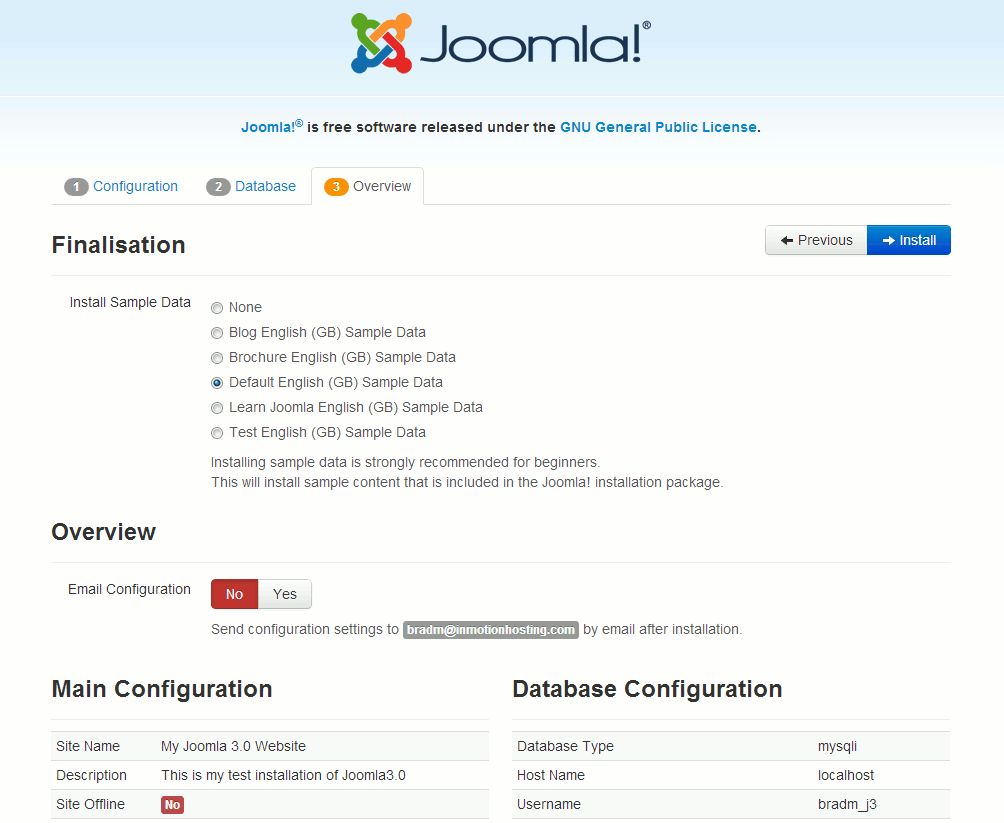 Joomla!®
Joomla!® is free software released under the GNU General Public License.
1 Configuration 2 Database 3 Overview
Finalisation
Previous Install
Install Sample Data
None
Blog English (GB) Sample Data
Brochure English (GB) Sample Data
Default English (GB) Sample Data
Learn Joomla English (GB) Sample Data
Test English (GB) Sample Data
Installing sample data is strongly recommended for beginners.
This will install sample content that is included in the Joomla! installation package.
Overview
Email Configuration No Yes
Send configuration settings to bradm@inmotionhosting.com by email after installation.
Main Configuration
Site Name My Joomla 3.0 Website
Description This is my test installation of Joomla3.0
Site Offline No
Database Configuration
Database Type mysqli
Host Name localhost
Username bradm_j3